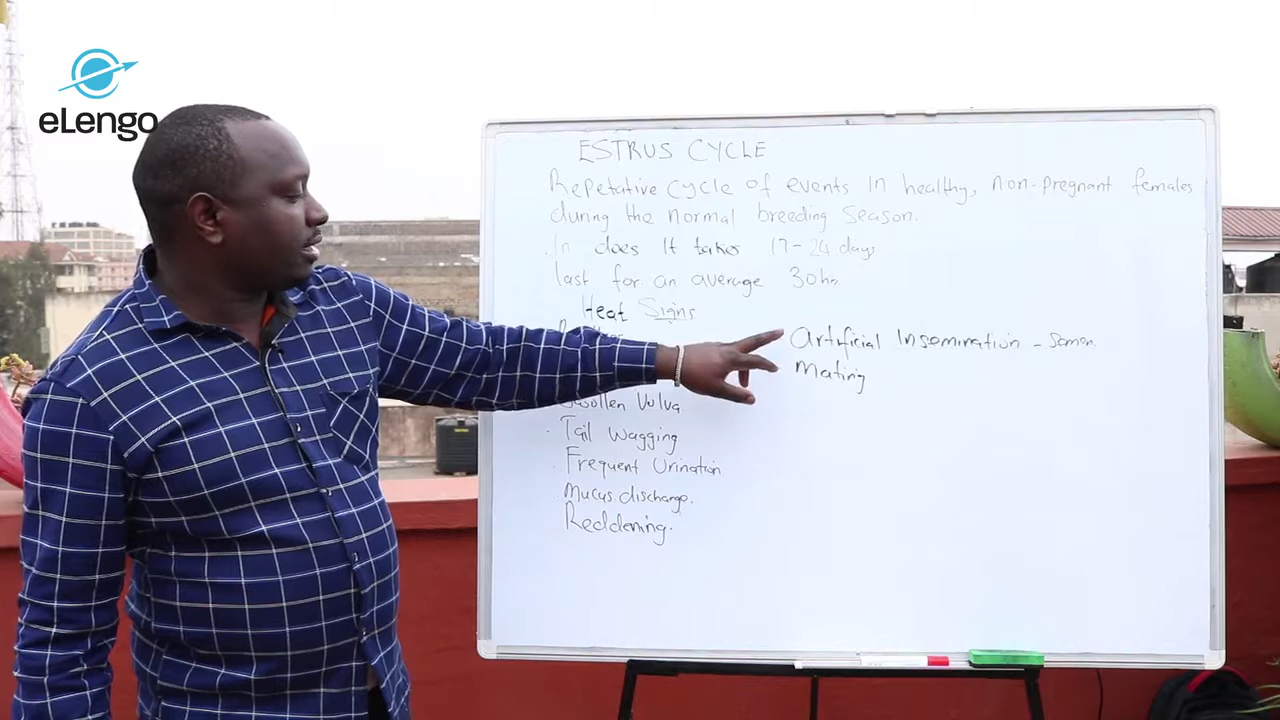 eLengo
ESTRUS CYCLE
Repetative cycle of events in healthy, non-pregnant females
during the normal breeding season.
In does it takes 17-24 days
last for an average 30hr
Heat Signs
Artificial Insemination - Semen.
Mating
Swollen Vulva
Tail wagging
Frequent Urination
Mucus discharge.
Reddening.